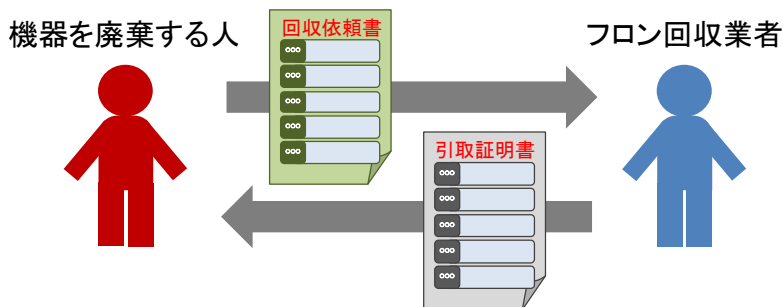 機器を廃棄する人
回収依頼書
フロン回収業者
引取証明書